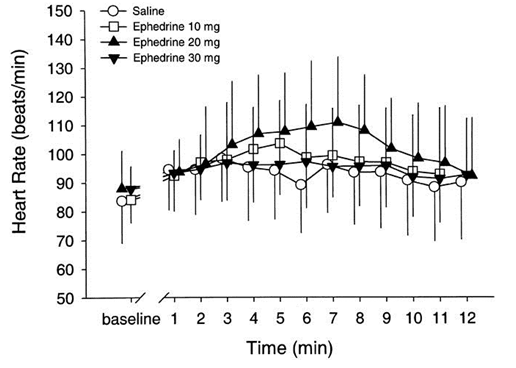 150
140
130
120
110
100
90
80
70
60
50
Heart Rate (beats/min)
Saline
Ephedrine 10 mg
Ephedrine 20 mg
Ephedrine 30 mg
baseline 1 2 3 4 5 6 7 8 9 10 11 12
Time (min)